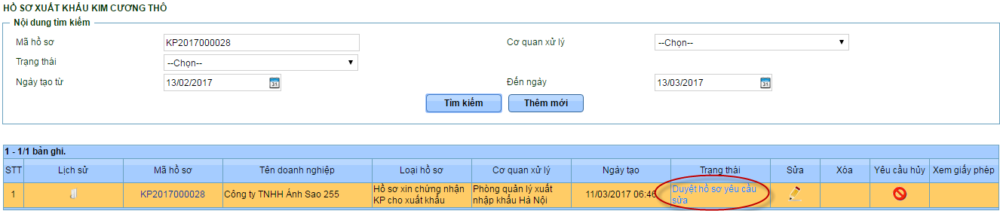 HỒ SƠ XUẤT KHẨU KIM CƯƠNG THÔ
Nội dung tìm kiếm
Mã hồ sơ KP2017000028 Cơ quan xử lý --Chọn--
Trạng thái --Chọn--
Ngày tạo từ 13/02/2017 31 Đến ngày 13/03/2017 31
Tìm kiếm Thêm mới
1 - 1/1 bản ghi.
STT Lịch sử Mã hồ sơ Tên doanh nghiệp Loại hồ sơ Cơ quan xử lý Ngày tạo Trạng thái Sửa Xóa Yêu cầu hủy Xem giấy phép
1 KP2017000028 Công ty TNHH Ánh Sao 255 Hồ sơ xin chứng nhận KP cho xuất khẩu Phòng quản lý xuất nhập khẩu Hà Nội 11/03/2017 06:46 Duyệt hồ sơ yêu cầu sửa